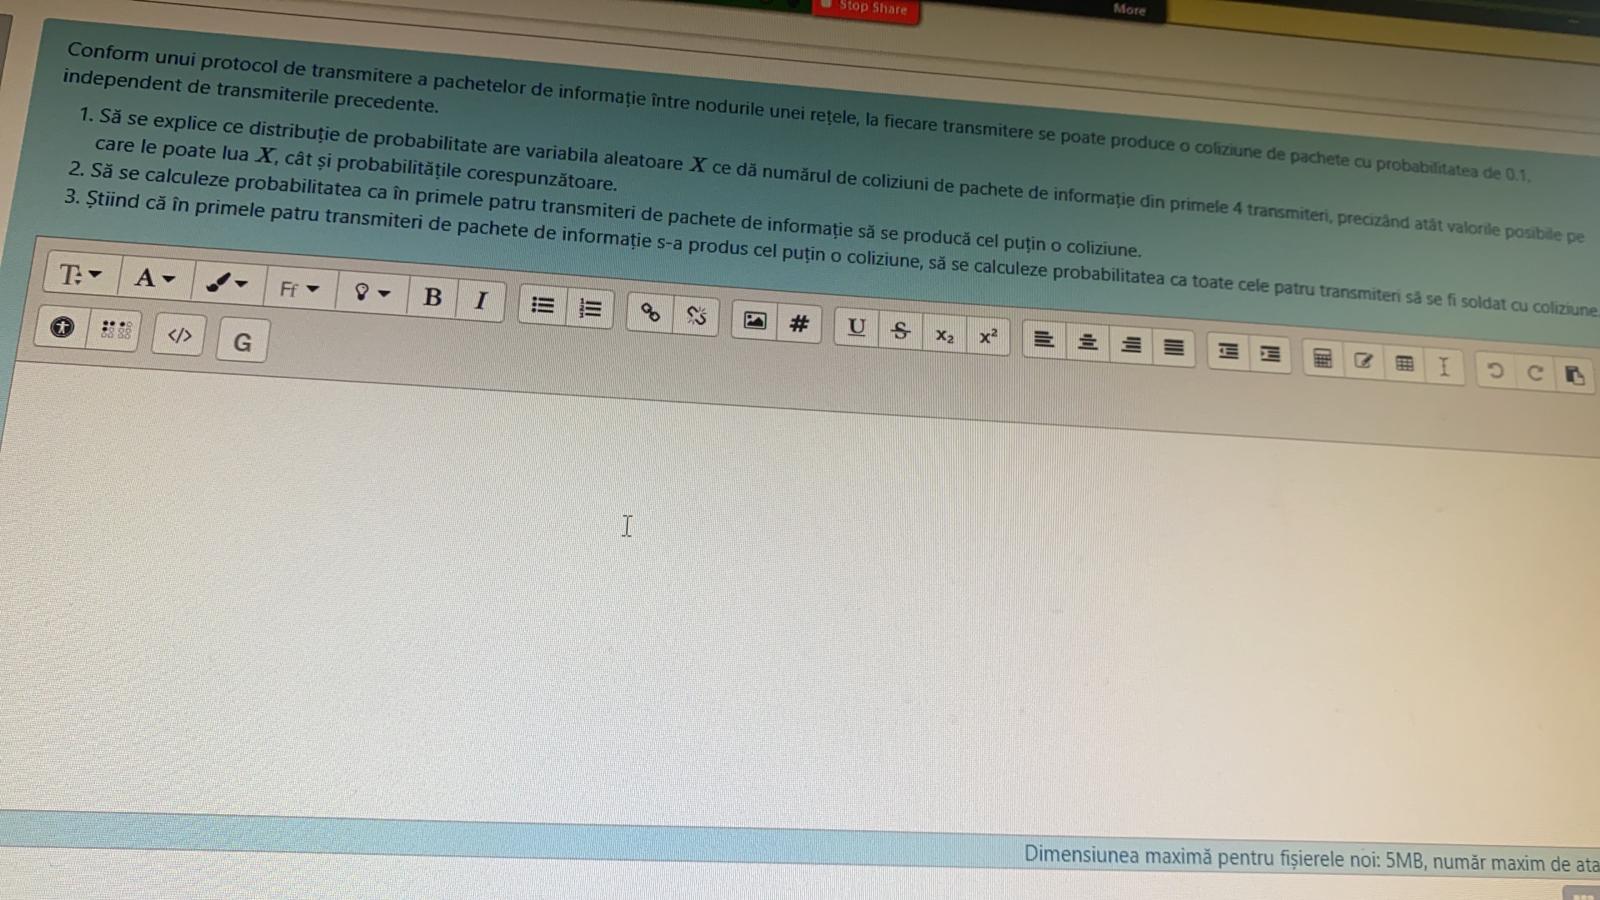 Stop Share
More
Conform unui protocol de transmitere a pachetelor de informație între nodurile unei rețele, la fiecare transmitere se poate produce o coliziune de pachete cu probabilitatea de 0.1,
independent de transmiterile precedente.
1. Să se explice ce distribuție de probabilitate are variabila aleatoare X ce dă numărul de coliziuni de pachete de informație din primele 4 transmiteri, precizând atât valorile posibile pe
care le poate lua X, cât și probabilitățile corespunzătoare.
2. Să se calculeze probabilitatea ca în primele patru transmiteri de pachete de informație să se producă cel puțin o coliziune.
3. Știind că în primele patru transmiteri de pachete de informație s-a produs cel puțin o coliziune, să se calculeze probabilitatea ca toate cele patru transmiteri să se fi soldat cu coliziune
T: A Ff B I # U S x₂ x²
</> G
Dimensiunea maximă pentru fișierele noi: 5MB, număr maxim de ata